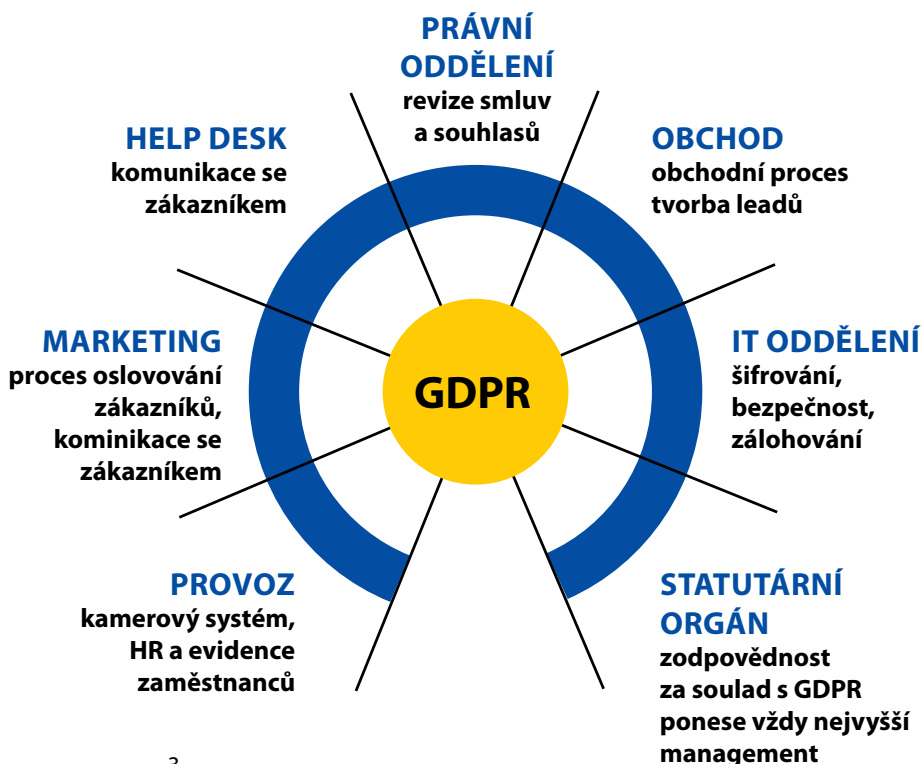 PRÁVNÍ
ODDĚLENÍ
revize smluv
a souhlasů
HELP DESK
komunikace se
zákazníkem
OBCHOD
obchodní proces
tvorba leadů
MARKETING
proces oslovování
zákazníků,
kominikace se
zákazníkem
GDPR
IT ODDĚLENÍ
šifrování,
bezpečnost,
zálohování
PROVOZ
kamerový systém,
HR a evidence
zaměstnanců
STATUTÁRNÍ
ORGÁN
zodpovědnost
za soulad s GDPR
ponese vždy nejvyšší
management